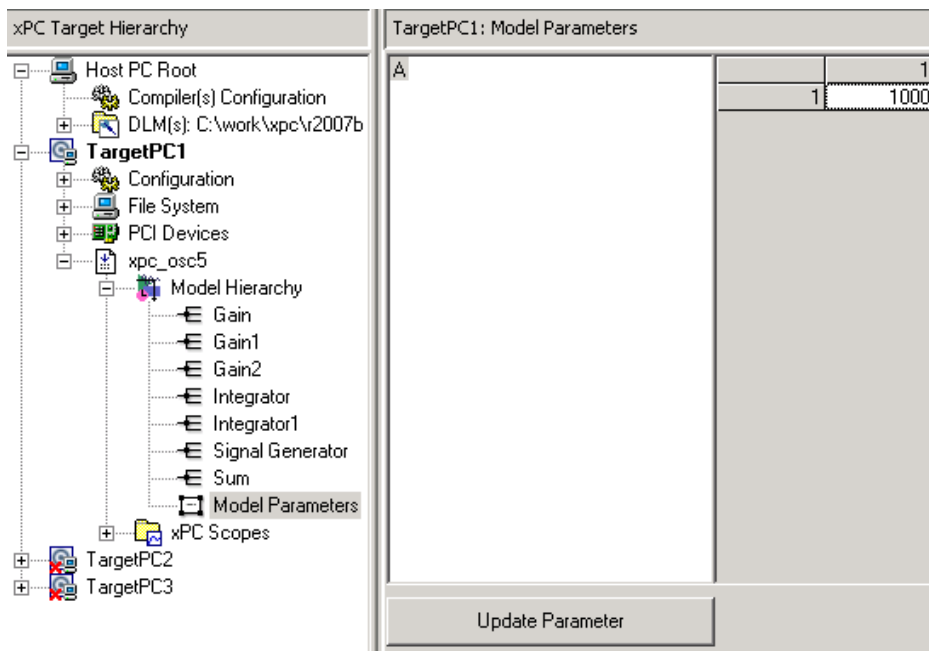 xPC Target Hierarchy
Host PC Root
Compiler(s) Configuration
DLM(s): C:\work\xpc\r2007b
TargetPC1
Configuration
File System
PCI Devices
xpc_osc5
Model Hierarchy
Gain
Gain1
Gain2
Integrator
Integrator1
Signal Generator
Sum
Model Parameters
xPC Scopes
TargetPC2
TargetPC3
TargetPC1: Model Parameters
A
1
1 1000
Update Parameter